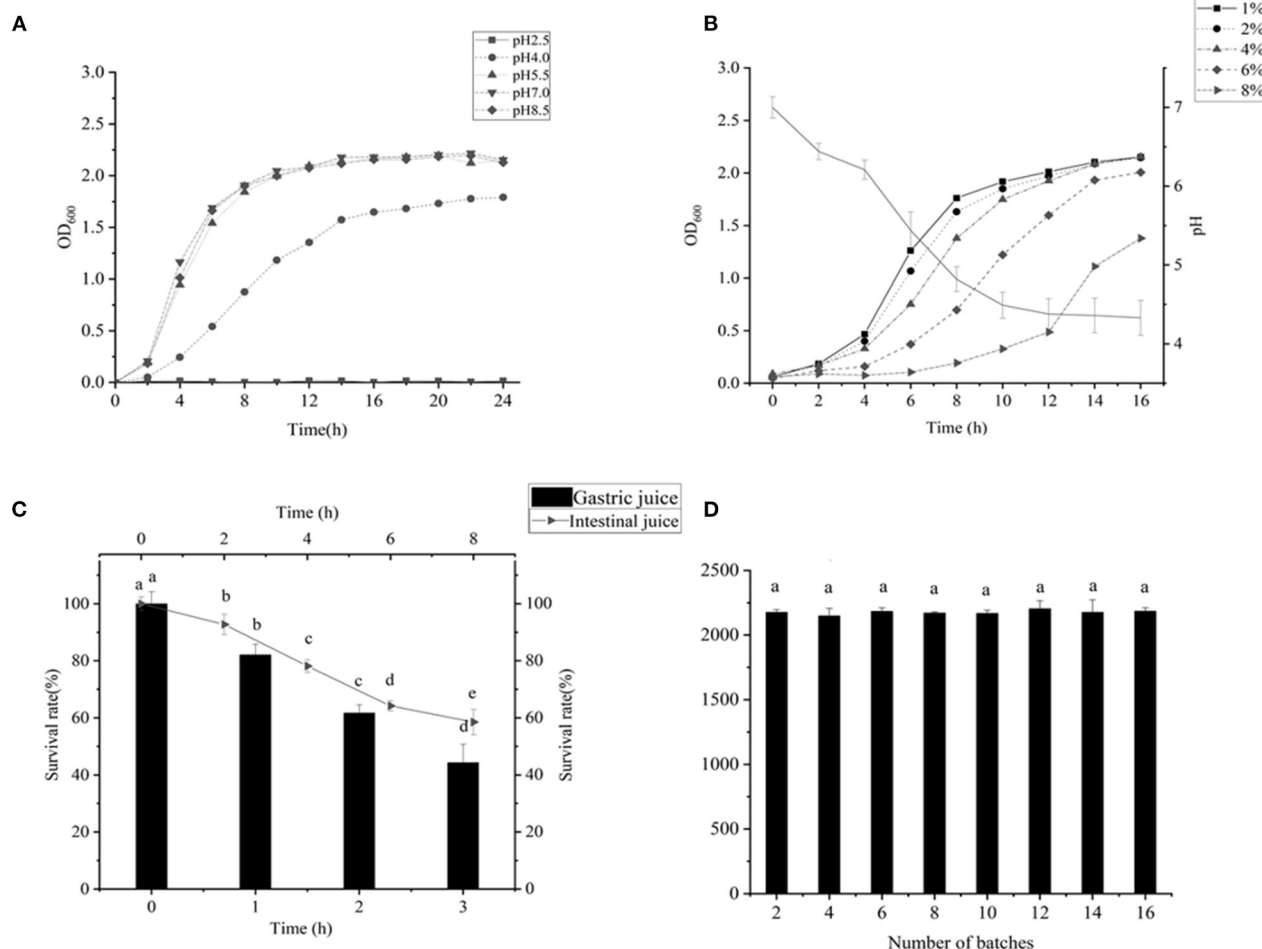 A
pH2.5
pH4.0
pH5.5
pH7.0
pH8.5
3.0
2.5
2.0
1.5
1.0
0.5
0.0
OD600
0 4 8 12 16 20 24
Time(h)
B
1%
2%
4%
6%
8%
3.0
2.5
2.0
1.5
1.0
0.5
0.0
OD600
7
6
5
4
pH
0 2 4 6 8 10 12 14 16
Time (h)
C
Gastric juice
Intestinal juice
Time (h)
0 2 4 6 8
a a
b
b
c
c d
e
d
100
80
60
40
20
0
Survival rate(%)
100
80
60
40
20
0
Survival rate(%)
0 1 2 3
Time (h)
D
2500
2000
1500
1000
500
0
a a a a a a a a
2 4 6 8 10 12 14 16
Number of batches